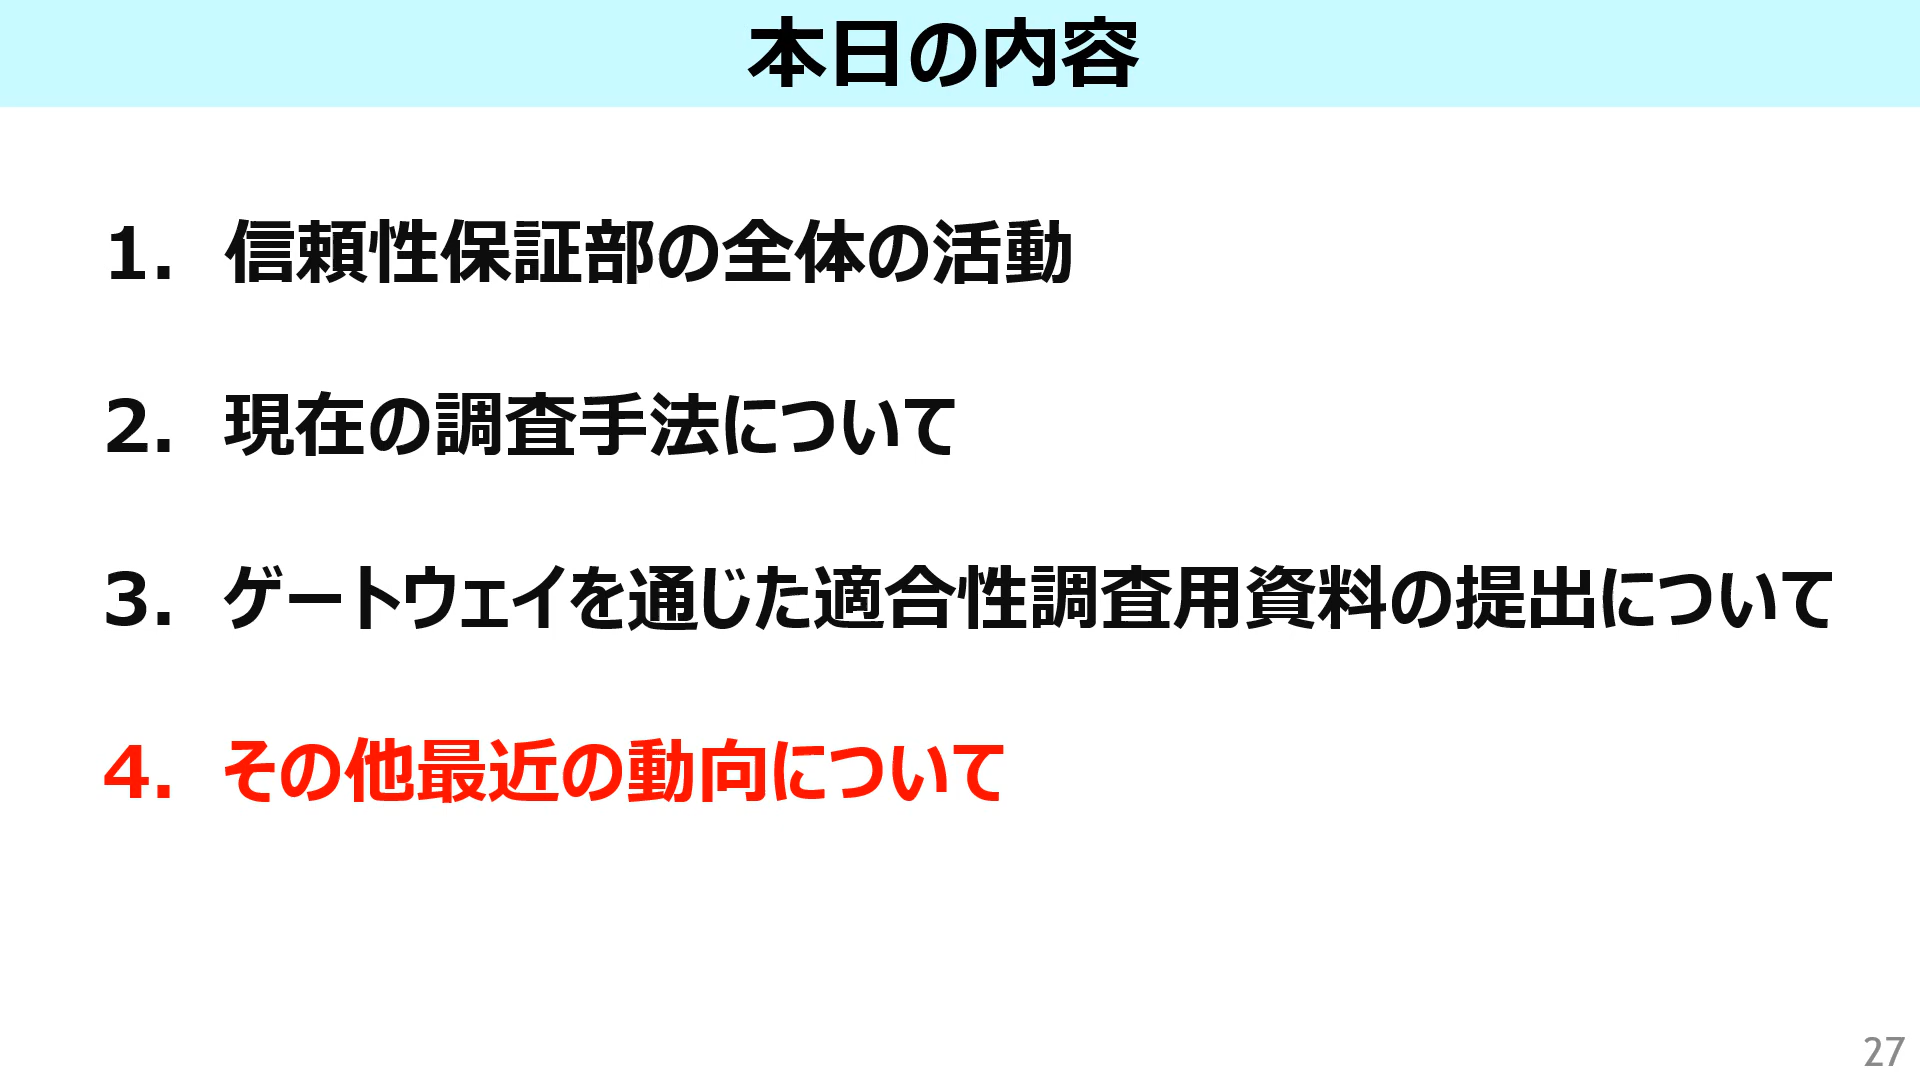 本日の内容
1. 信頼性保証部の全体の活動
2. 現在の調査手法について
3. ゲートウェイを通じた適合性調査用資料の提出について
4. その他最近の動向について
27